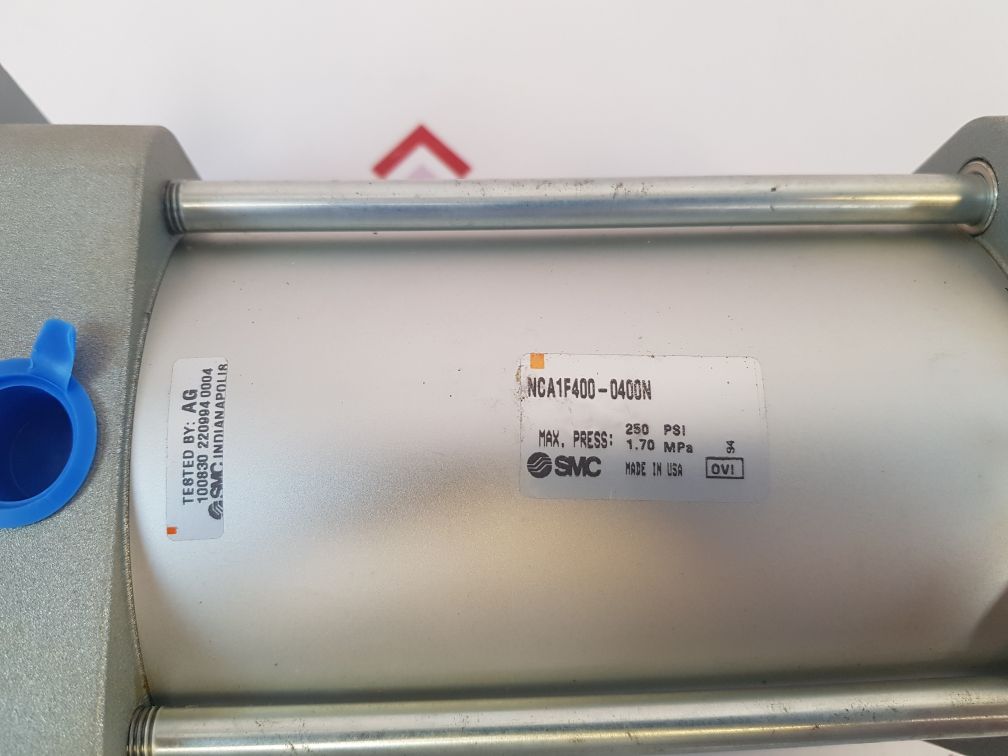 TESTED BY: AG
100830 220994 0004
SMC INDIANAPOLIS
NCA1F400-0400N
MAX. PRESS: 250 PSI
1.70 MPa
SMC MADE IN USA OVI
94